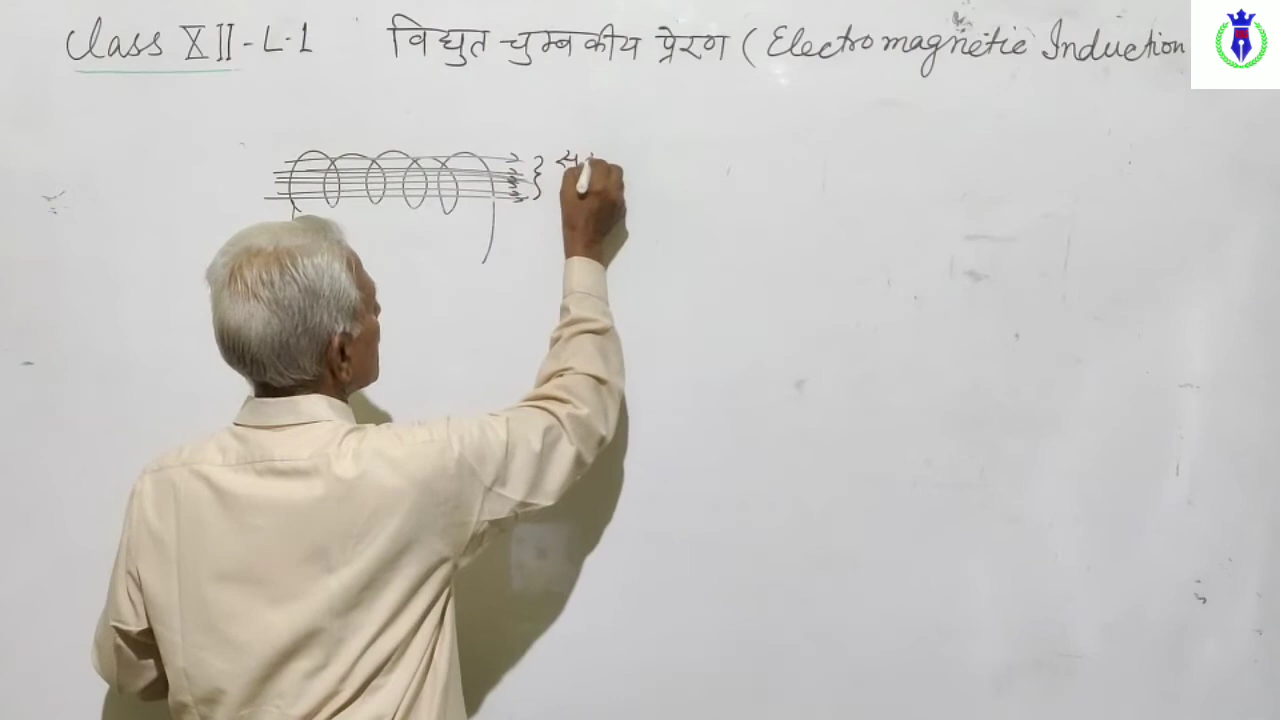 Class XII-L.1 विद्युत चुम्बकीय प्रेरण (Electromagnetic Induction